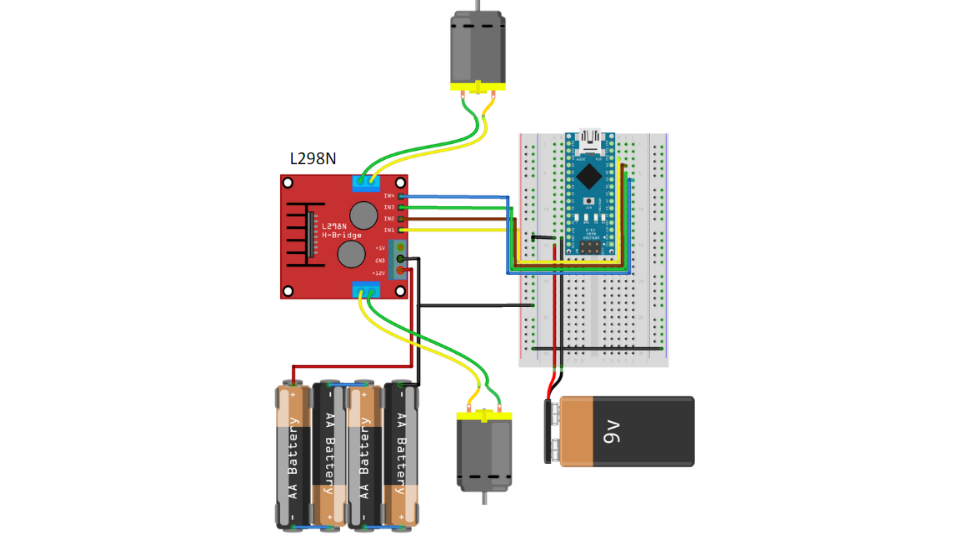 L298N
IN4
IN3
IN2
IN1
L298N
H-Bridge
+5V
GND
+12V
+
AA Battery
-
-
AA Battery
+
+
AA Battery
-
-
AA Battery
+
9v